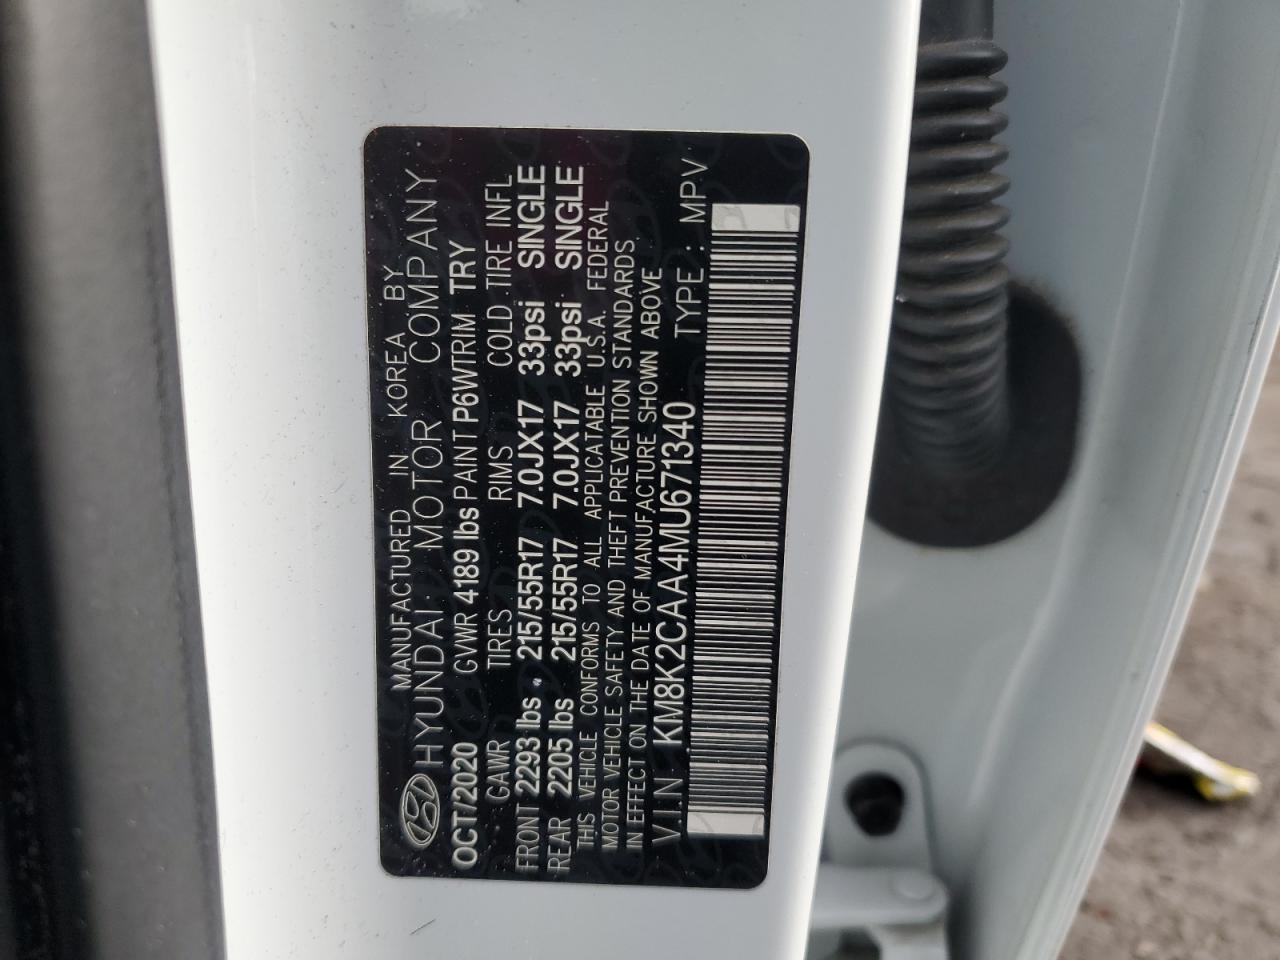 MANUFACTURED IN KOREA BY
HYUNDAI MOTOR COMPANY
OCT/2020 GVWR 4189 lbs PAINT P6W TRIM TRY
GAWR TIRES RIMS COLD TIRE INFL
FRONT 2293 lbs 215/55R17 7.0JX17 33psi SINGLE
REAR 2205 lbs 215/55R17 7.0JX17 33psi SINGLE
THIS VEHICLE CONFORMS TO ALL APPLICATABLE U.S.A. FEDERAL
MOTOR VEHICLE SAFETY AND THEFT PREVENTION STANDARDS
IN EFFECT ON THE DATE OF MANUFACTURE SHOWN ABOVE
V.I.N KM8K2CAA4MU671340 TYPE : MPV